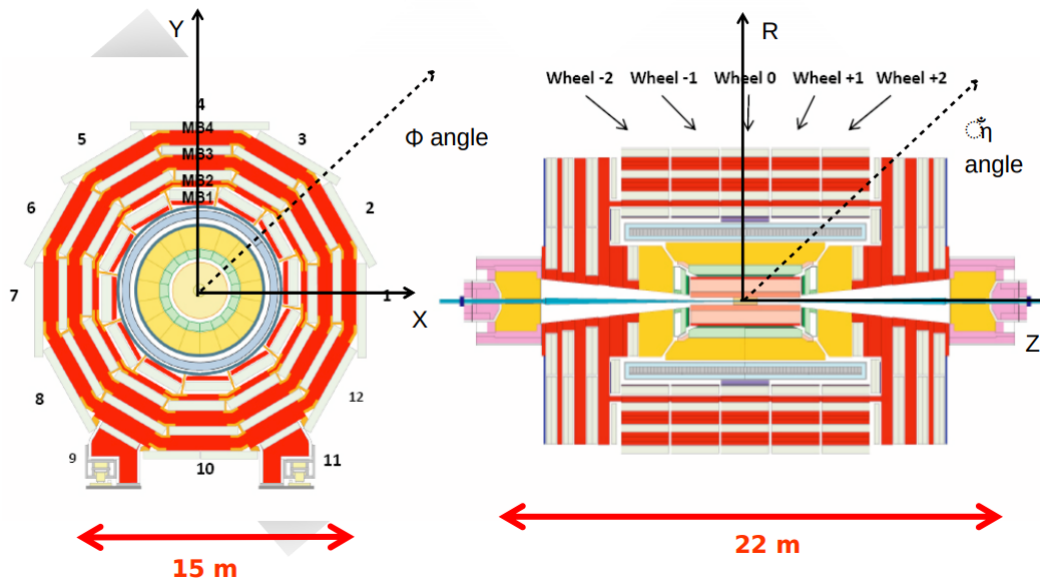 Y
4
MB4
5
3
MB3
Φ angle
MB2
6
2
MB1
7
1
X
8
12
9
10
11
15 m
R
Wheel -2 Wheel -1 Wheel 0 Wheel +1 Wheel +2
η
angle
Z
22 m